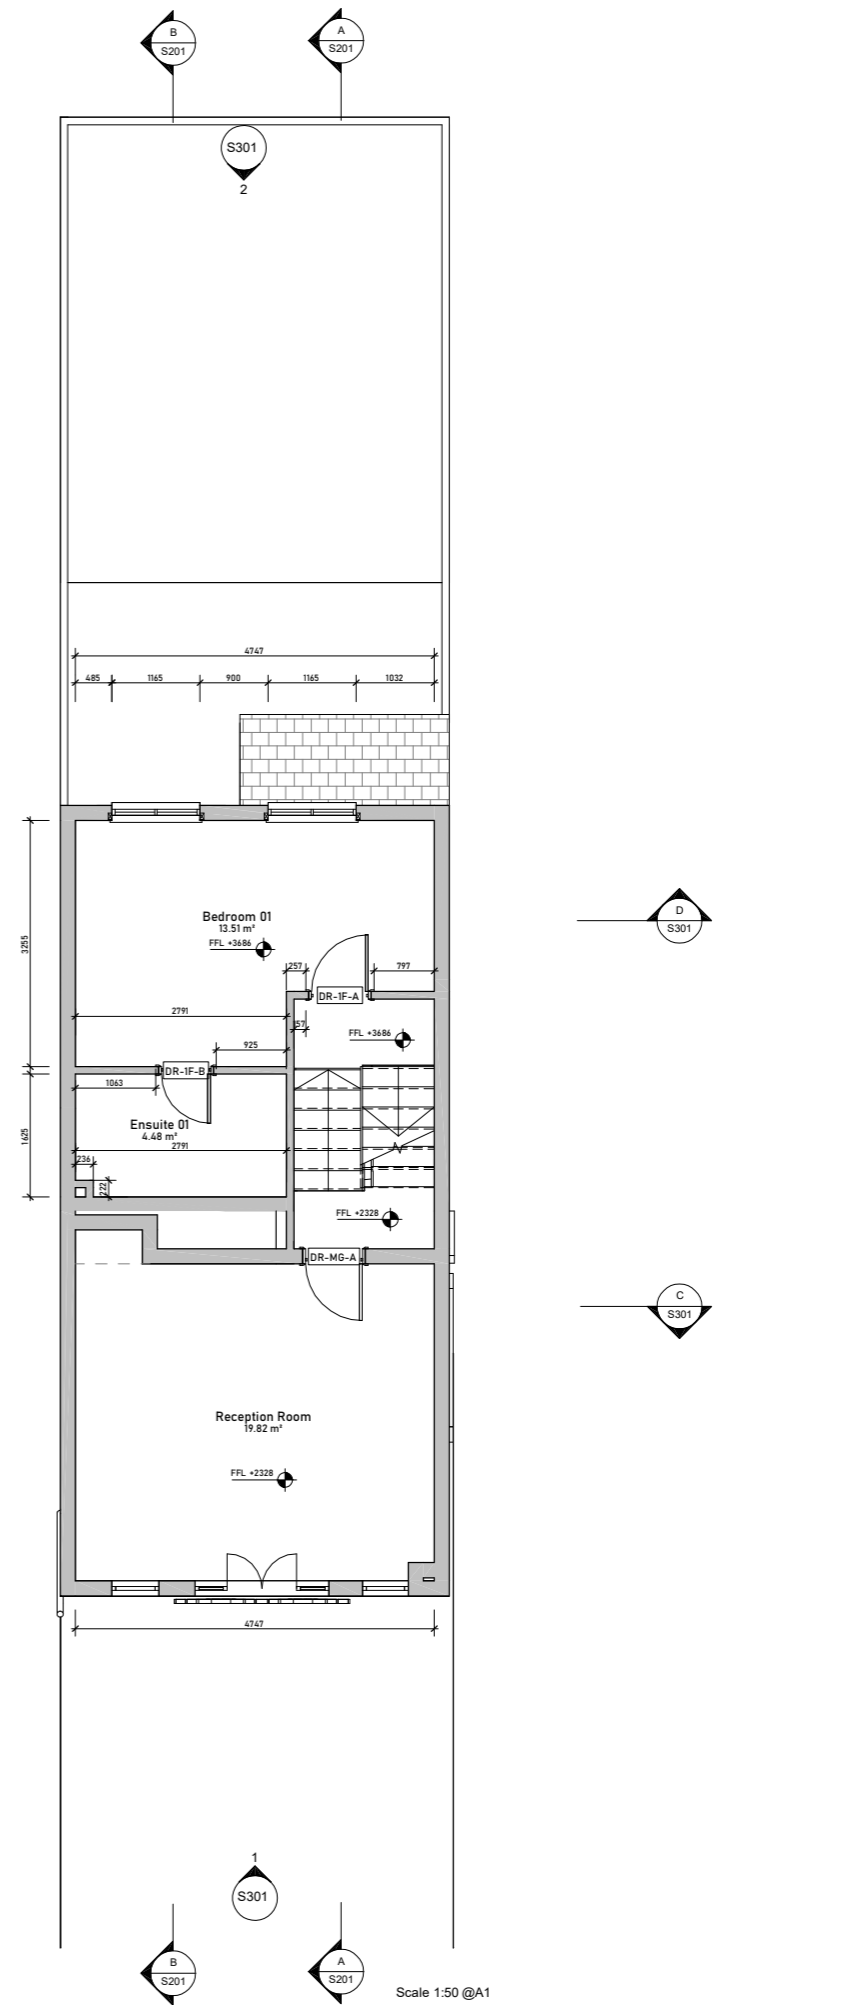 B
S201
A
S201
S301
2
4747
485
1165
900
1165
1032
3255
Bedroom 01
13.51 m²
FFL +3686
D
S301
257
797
DR-1F-A
2791
57
FFL +3686
925
DR-1F-B
1063
Ensuite 01
4.48 m²
1625
2791
236
222
FFL +2328
DR-MG-A
C
S301
Reception Room
19.82 m²
FFL +2328
4747
1
S301
B
S201
A
S201
Scale 1:50 @A1